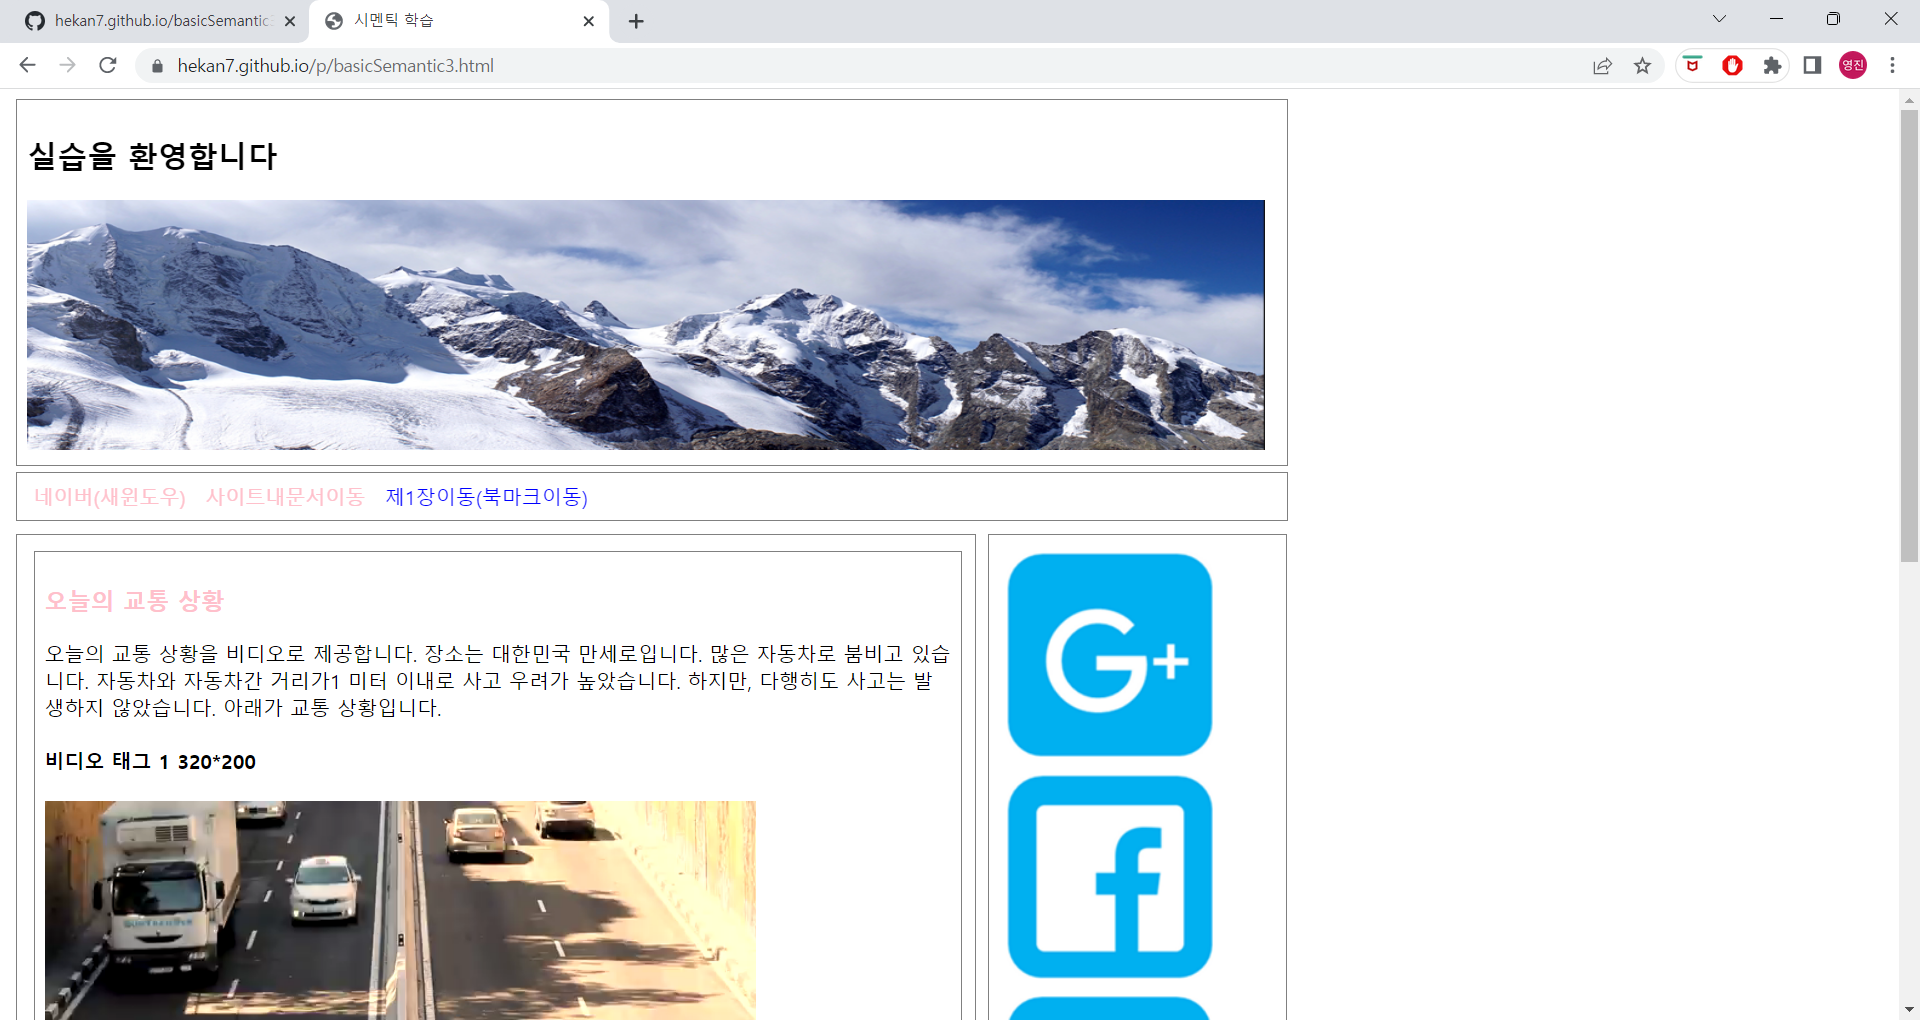 hekan7.github.io/basicSemantic
시멘틱 학습
hekan7.github.io/p/basicSemantic3.html
영진
실습을 환영합니다
네이버(새윈도우) 사이트내문서이동 제1장이동(북마크이동)
오늘의 교통 상황
오늘의 교통 상황을 비디오로 제공합니다. 장소는 대한민국 만세로입니다. 많은 자동차로 붐비고 있습
니다. 자동차와 자동차간 거리가1 미터 이내로 사고 우려가 높았습니다. 하지만, 다행히도 사고는 발
생하지 않았습니다. 아래가 교통 상황입니다.
비디오 태그 1 320*200
G+
f